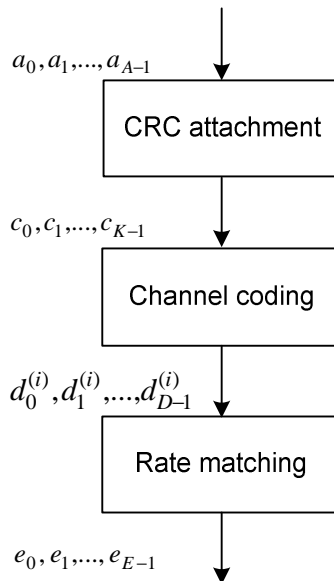 a_0, a_1,..., a_{A-1}
CRC attachment
c_0, c_1,..., c_{K-1}
Channel coding
d_0^{(i)}, d_1^{(i)},..., d_{D-1}^{(i)}
Rate matching
e_0, e_1,..., e_{E-1}